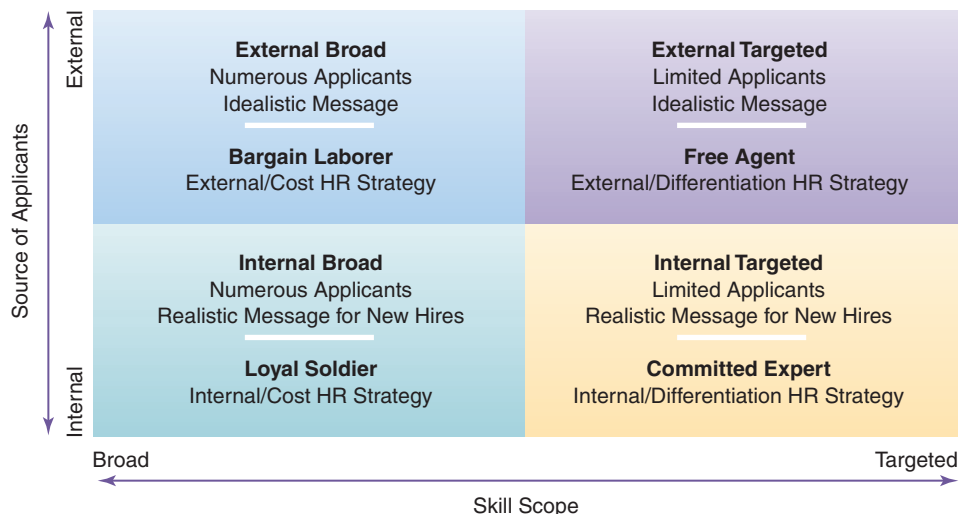 External
Internal
Source of Applicants
External Broad
Numerous Applicants
Idealistic Message
Bargain Laborer
External/Cost HR Strategy
External Targeted
Limited Applicants
Idealistic Message
Free Agent
External/Differentiation HR Strategy
Internal Broad
Numerous Applicants
Realistic Message for New Hires
Loyal Soldier
Internal/Cost HR Strategy
Internal Targeted
Limited Applicants
Realistic Message for New Hires
Committed Expert
Internal/Differentiation HR Strategy
Broad
Targeted
Skill Scope